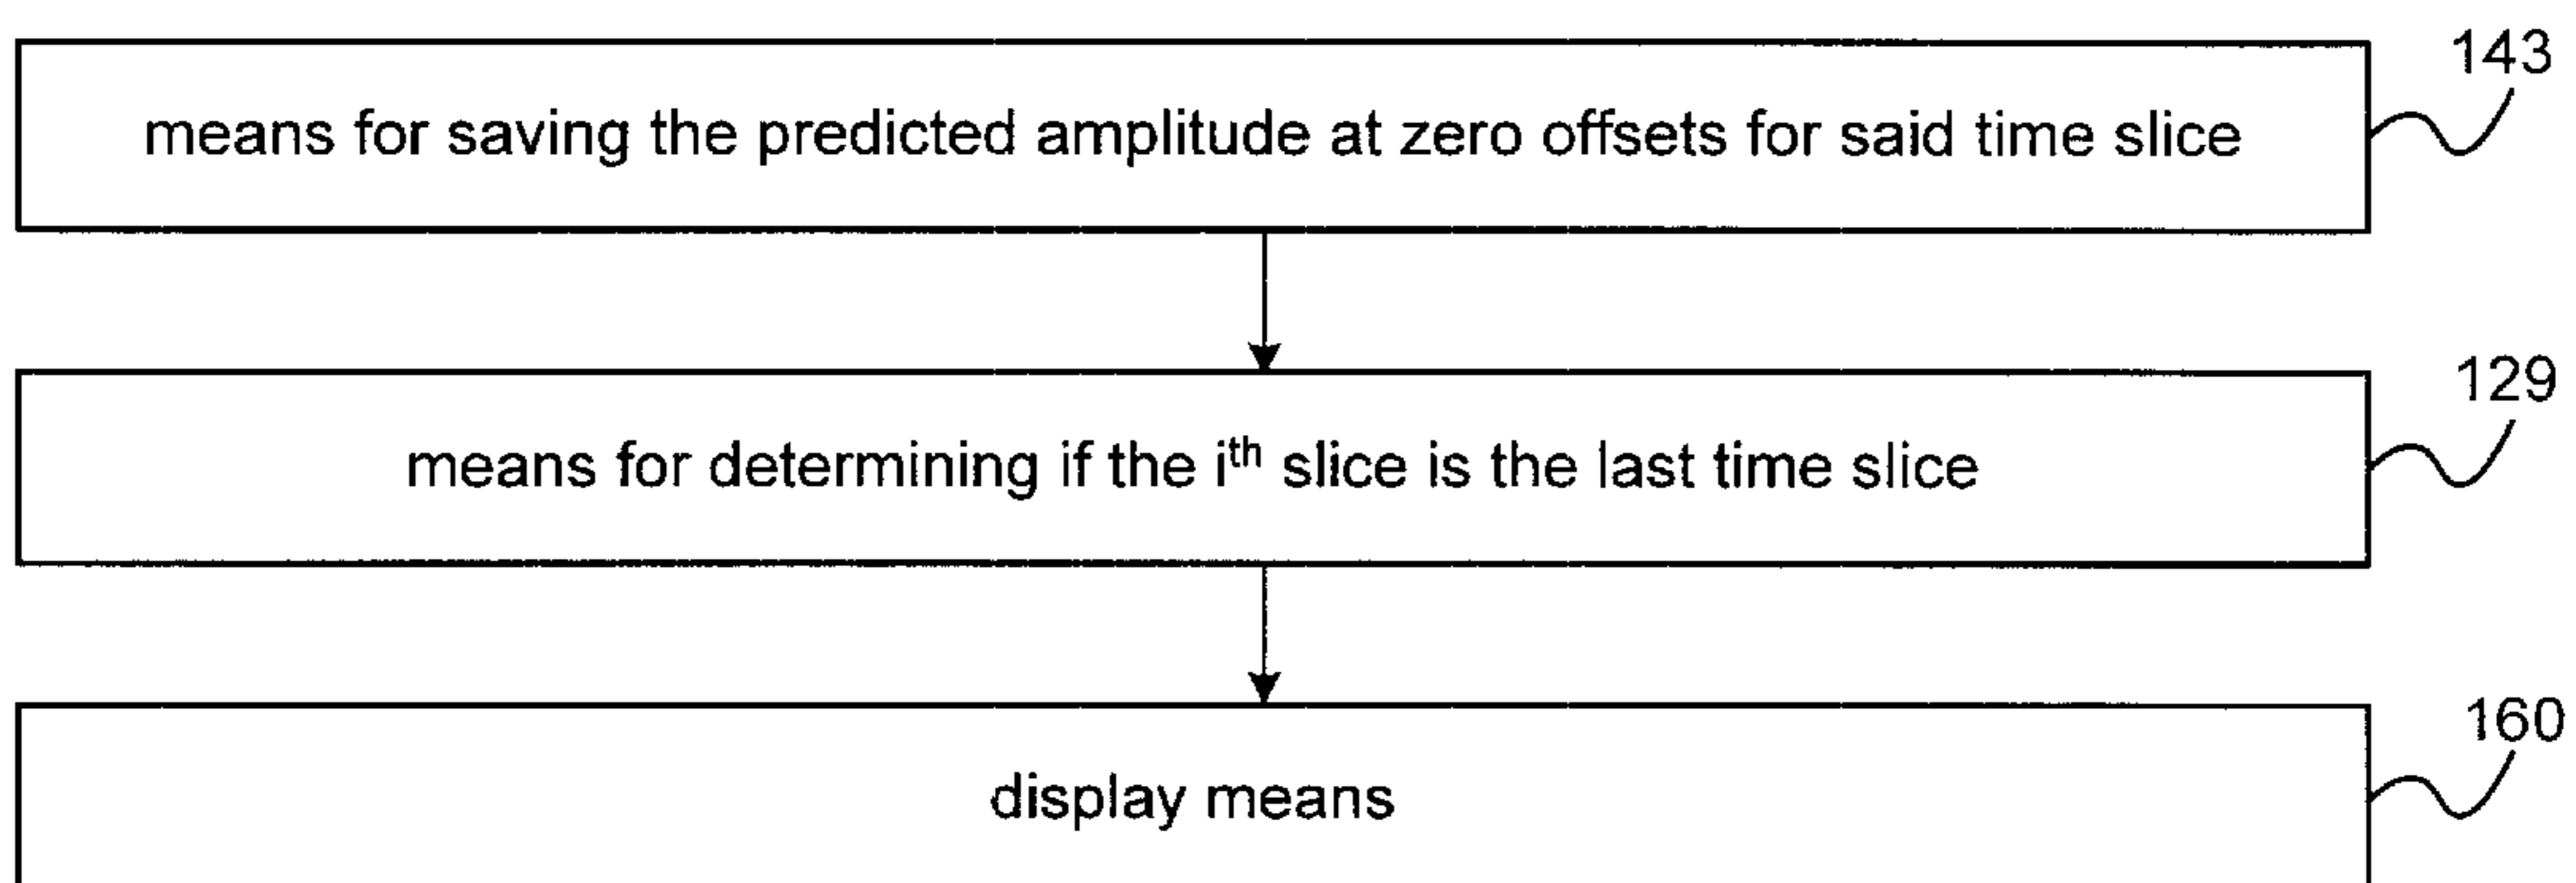 143
means for saving the predicted amplitude at zero offsets for said time slice
129
means for determining if the iᵗʰ slice is the last time slice
160
display means